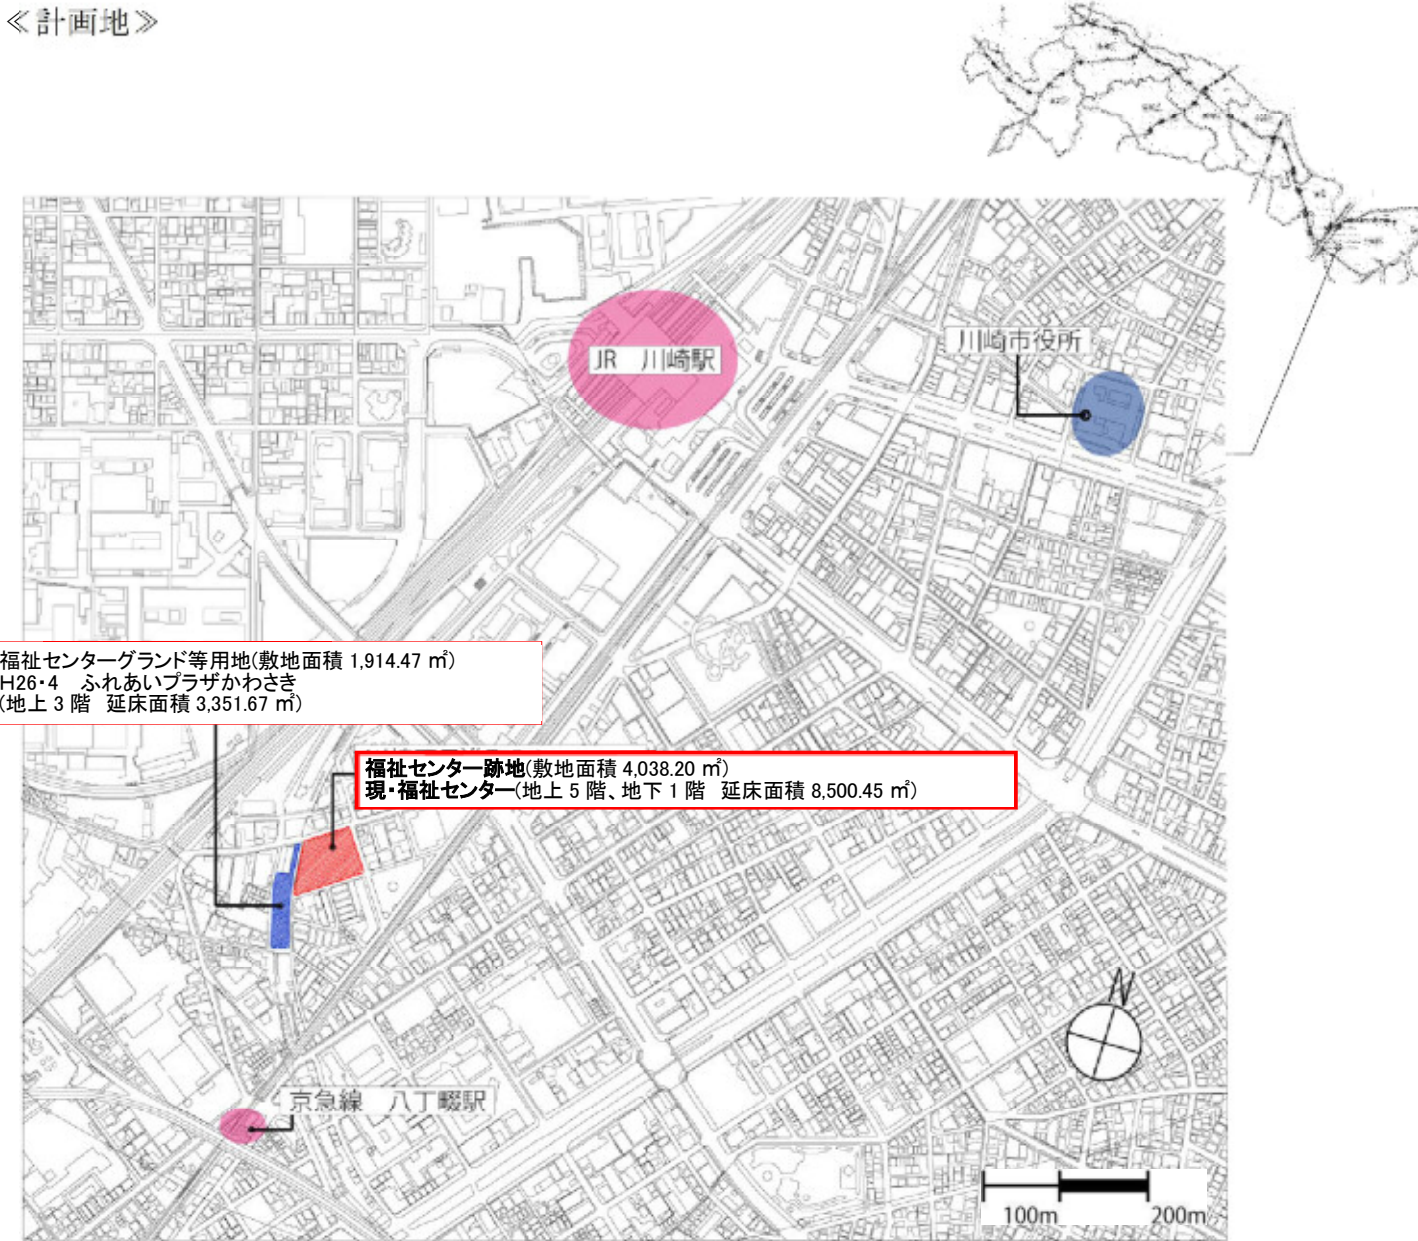 ≪計画地≫
JR 川崎駅
川崎市役所
福祉センターグランド等用地(敷地面積 1,914.47 ㎡)
H26・4 ふれあいプラザかわさき
(地上 3 階 延床面積 3,351.67 ㎡)
福祉センター跡地(敷地面積 4,038.20 ㎡)
現・福祉センター(地上 5 階、地下 1 階 延床面積 8,500.45 ㎡)
N
京急線 八丁畷駅
100m 200m